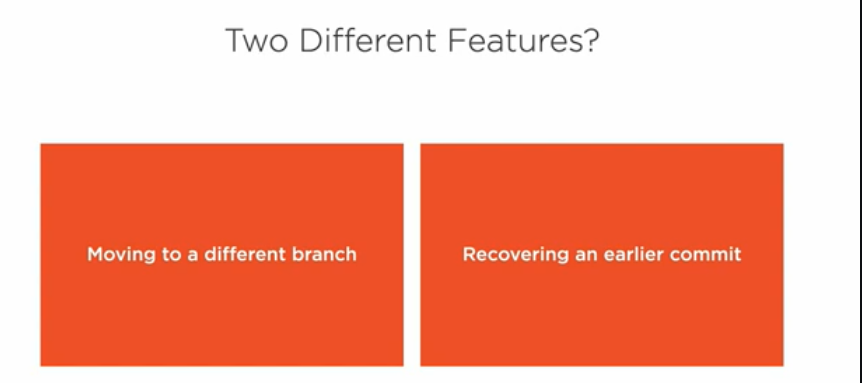 Two Different Features?
Moving to a different branch
Recovering an earlier commit